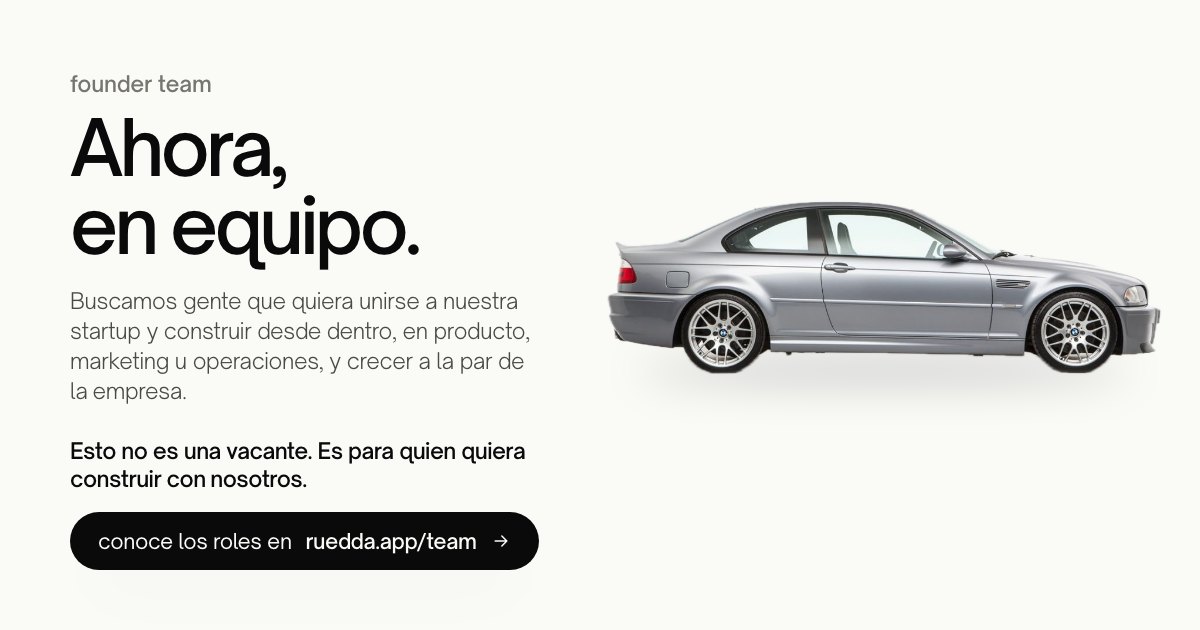 founder team
Ahora,
en equipo.
Buscamos gente que quiera unirse a nuestra
startup y construir desde dentro, en producto,
marketing u operaciones, y crecer a la par de
la empresa.
Esto no es una vacante. Es para quien quiera
construir con nosotros.
conoce los roles en ruedda.app/team →